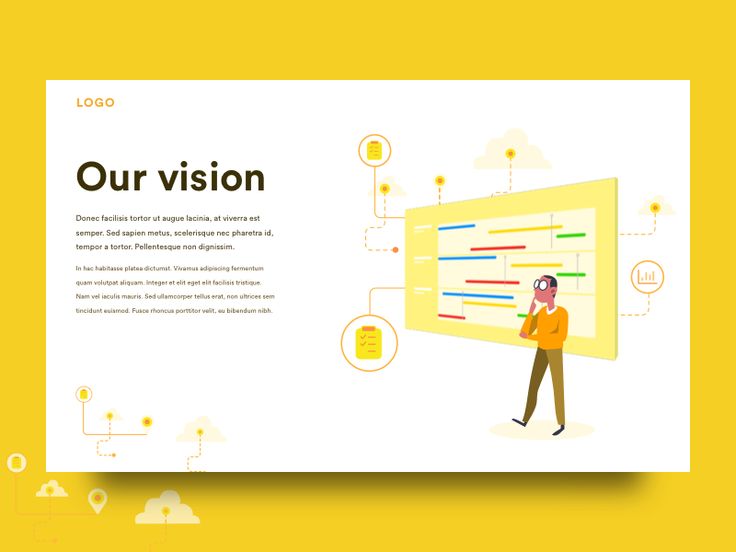 LOGO
Our vision
Donec facilisis tortor ut augue lacinia, at viverra est
semper. Sed sapien metus, scelerisque nec pharetra id,
tempor a tortor. Pellentesque non dignissim.
In hac habitasse platea dictumst. Vivamus adipiscing fermentum
quam volutpat aliquam. Integer et elit eget elit facilisis tristique.
Nam vel iaculis mauris. Sed ullamcorper tellus erat, non ultrices sem
tincidunt euismod. Fusce rhoncus porttitor velit, eu bibendum nibh.